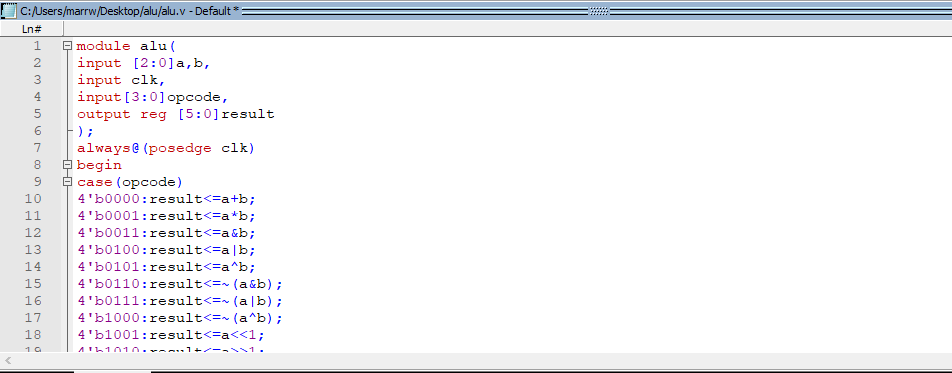 C:/Users/marrw/Desktop/alu/alu.v - Default *
Ln#
1 module alu(
2 input [2:0]a,b,
3 input clk,
4 input[3:0]opcode,
5 output reg [5:0]result
6 );
7 always@(posedge clk)
8 begin
9 case(opcode)
10 4'b0000:result<=a+b;
11 4'b0001:result<=a*b;
12 4'b0011:result<=a&b;
13 4'b0100:result<=a|b;
14 4'b0101:result<=a^b;
15 4'b0110:result<=~(a&b);
16 4'b0111:result<=~(a|b);
17 4'b1000:result<=~(a^b);
18 4'b1001:result<=a<<1;
19 4'b1010:result<=a>>1;